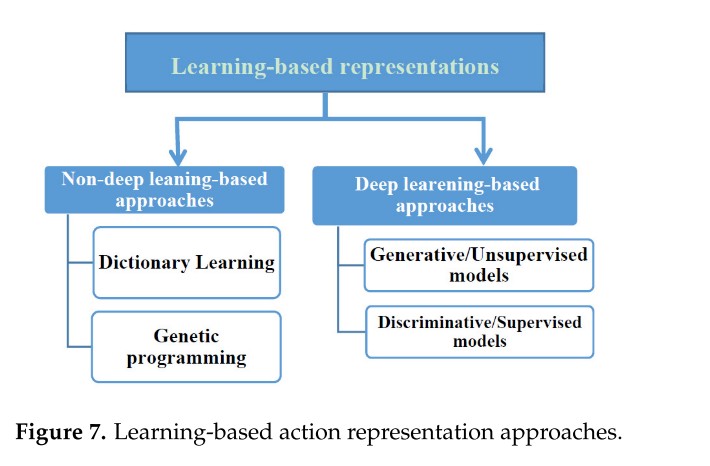 Learning-based representations
Non-deep leaning-based
approaches
Dictionary Learning
Genetic
programming
Deep learening-based
approaches
Generative/Unsupervised
models
Discriminative/Supervised
models
Figure 7. Learning-based action representation approaches.